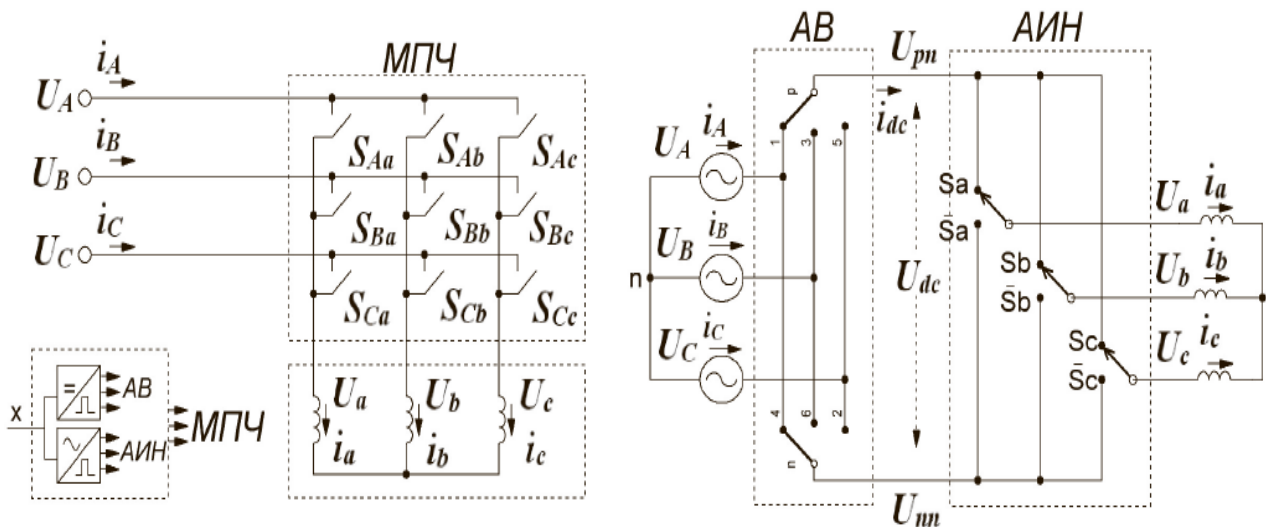 МПЧ
i_A
U_A
i_B
U_B
i_C
U_C
S_Aa S_Ab S_Ac
S_Ba S_Bb S_Bc
S_Ca S_Cb S_Cc
U_a U_b U_c
i_a i_b i_c
x
=
АВ
АИН
МПЧ
АВ
U_pn
АИН
p
i_dc
i_A
U_A
1 3 5
i_B
U_B
n
i_C
U_C
U_dc
4 6 2
n
U_nn
Sa
S̄a
Sb
S̄b
Sc
S̄c
U_a i_a
U_b i_b
U_c i_c